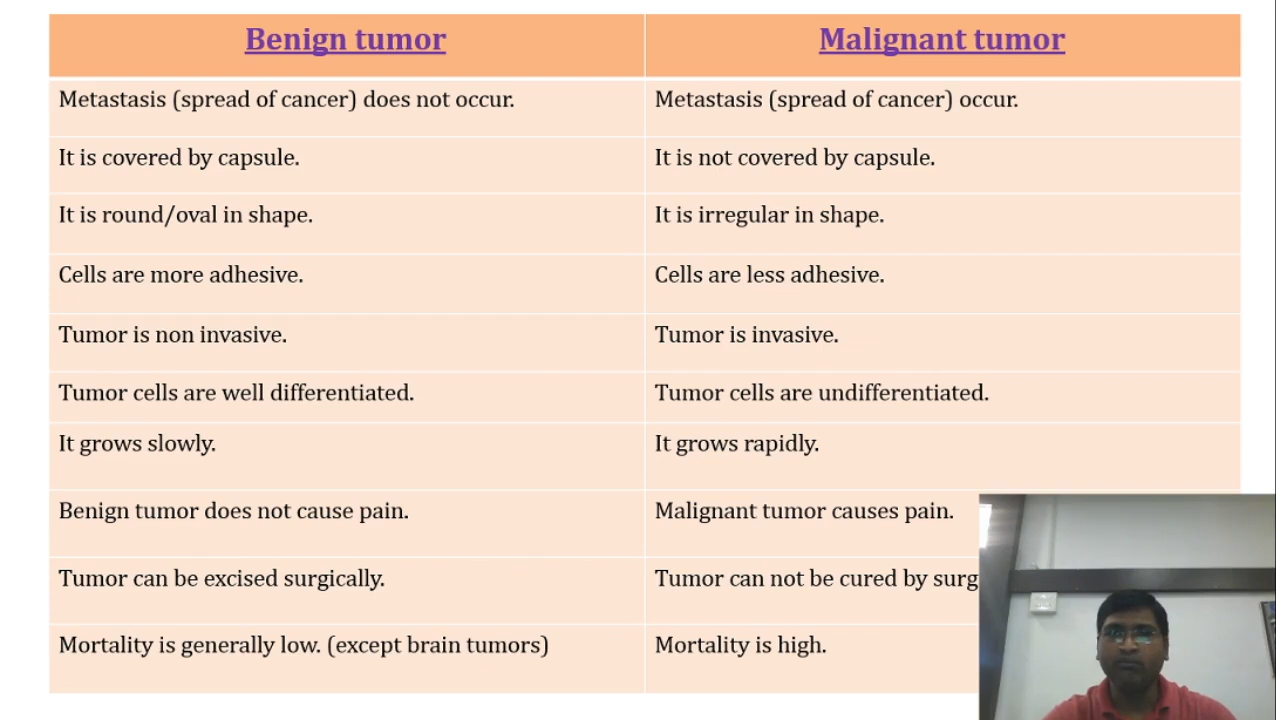 Benign tumor
Malignant tumor
Metastasis (spread of cancer) does not occur.
Metastasis (spread of cancer) occur.
It is covered by capsule.
It is not covered by capsule.
It is round/oval in shape.
It is irregular in shape.
Cells are more adhesive.
Cells are less adhesive.
Tumor is non invasive.
Tumor is invasive.
Tumor cells are well differentiated.
Tumor cells are undifferentiated.
It grows slowly.
It grows rapidly.
Benign tumor does not cause pain.
Malignant tumor causes pain.
Tumor can be excised surgically.
Tumor can not be cured by surg
Mortality is generally low. (except brain tumors)
Mortality is high.